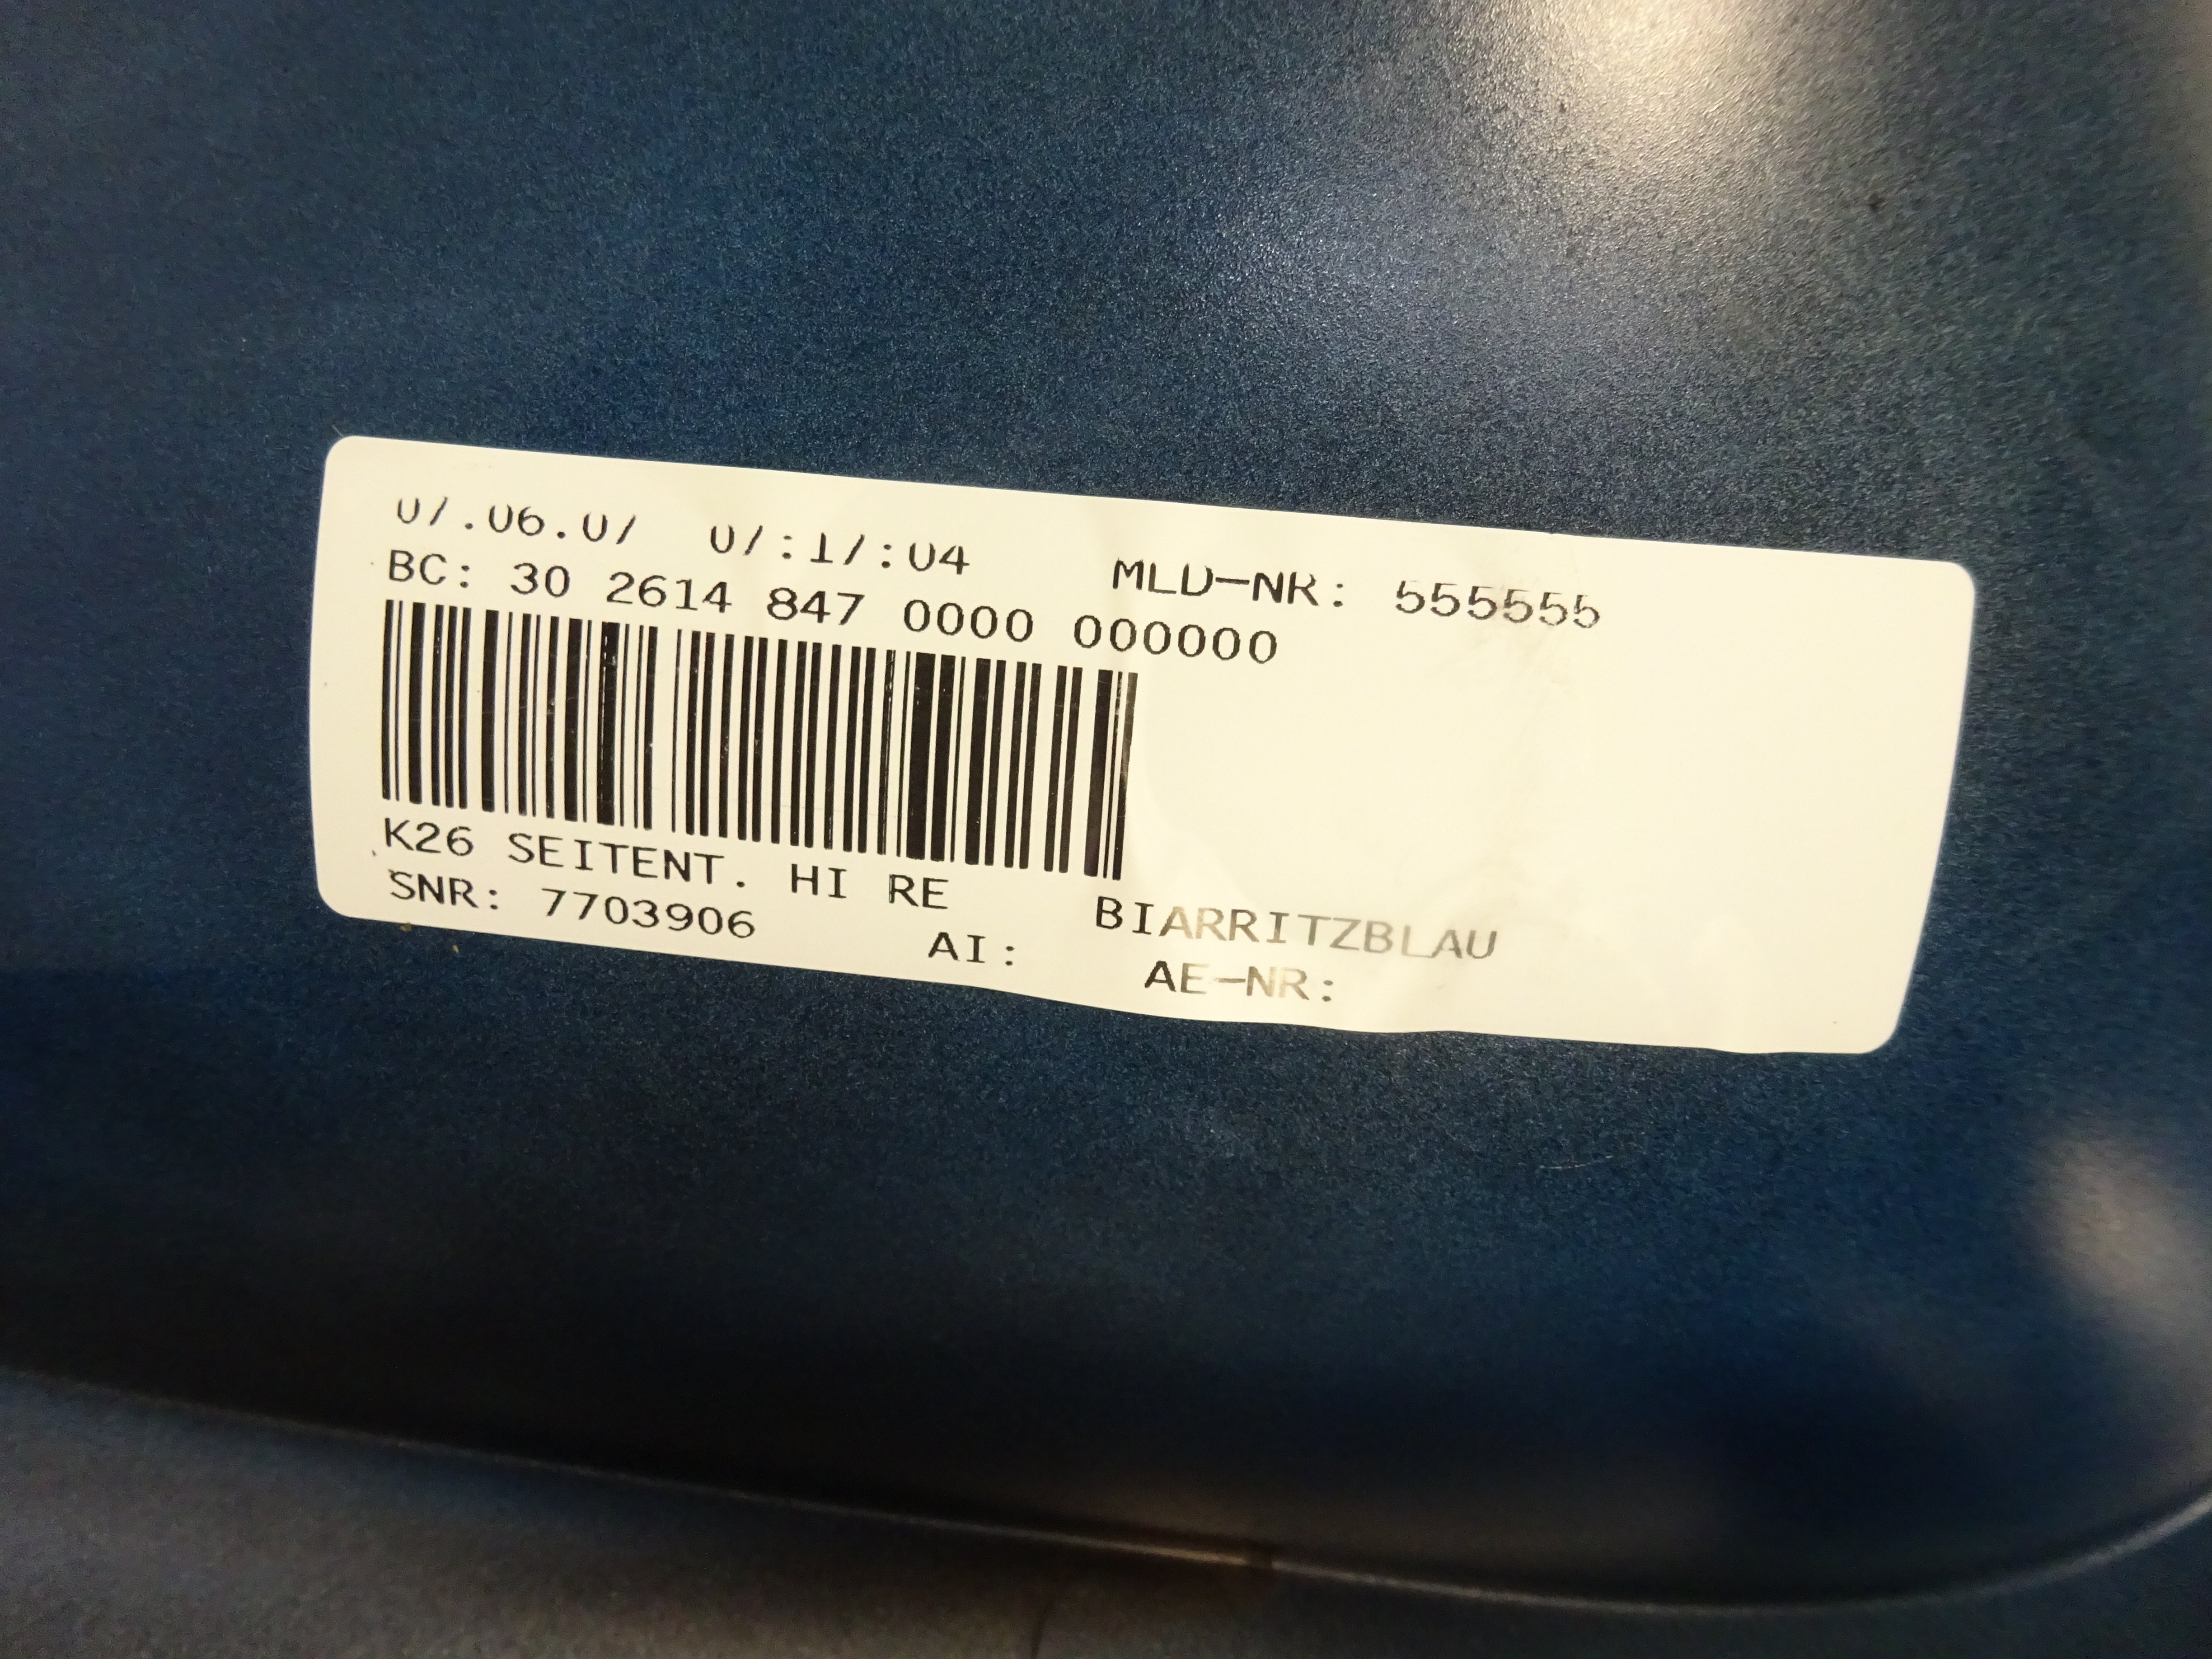 07.06.07 07:17:04 MLD-NR: 555555
BC: 30 2614 847 0000 000000
K26 SEITENT. HI RE BIARRITZBLAU
SNR: 7703906 AI: AE-NR: